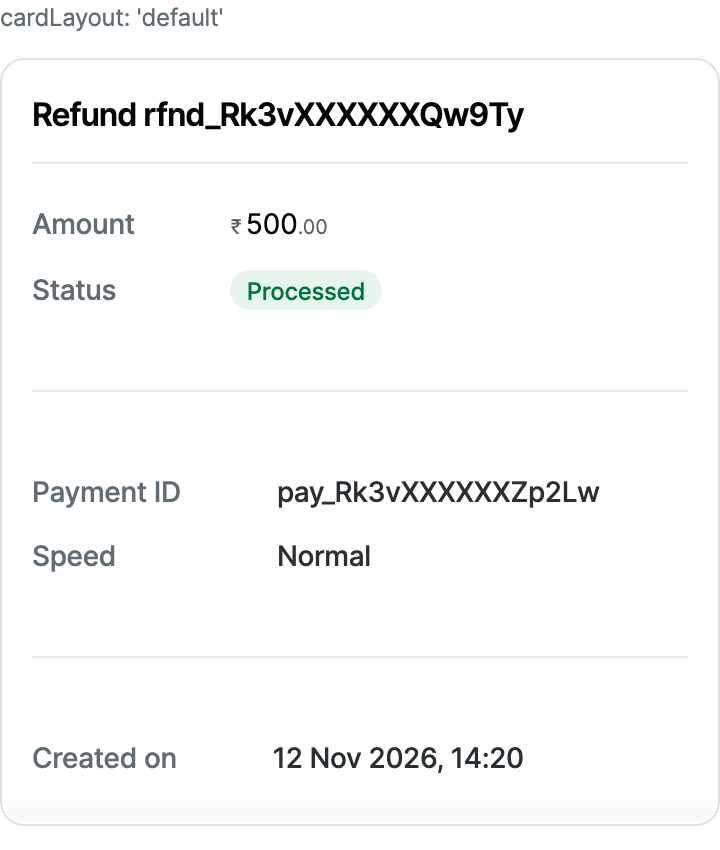 cardLayout: 'default'
Refund rfnd_Rk3vXXXXXXQw9Ty
Amount ₹500.00
Status Processed
Payment ID pay_Rk3vXXXXXXZp2Lw
Speed Normal
Created on 12 Nov 2026, 14:20